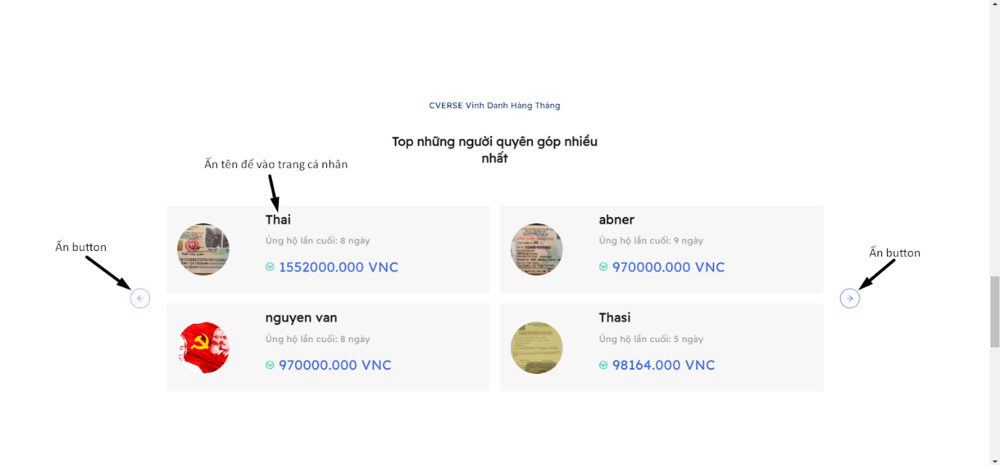 CVERSE Vinh Danh Hàng Tháng
Top những người quyên góp nhiều
nhất
Ấn tên để vào trang cá nhân
Thai
Ủng hộ lần cuối: 8 ngày
1552000.000 VNC
abner
Ủng hộ lần cuối: 9 ngày
970000.000 VNC
Ấn button
Ấn button
nguyen van
Ủng hộ lần cuối: 8 ngày
970000.000 VNC
Thasi
Ủng hộ lần cuối: 5 ngày
98164.000 VNC